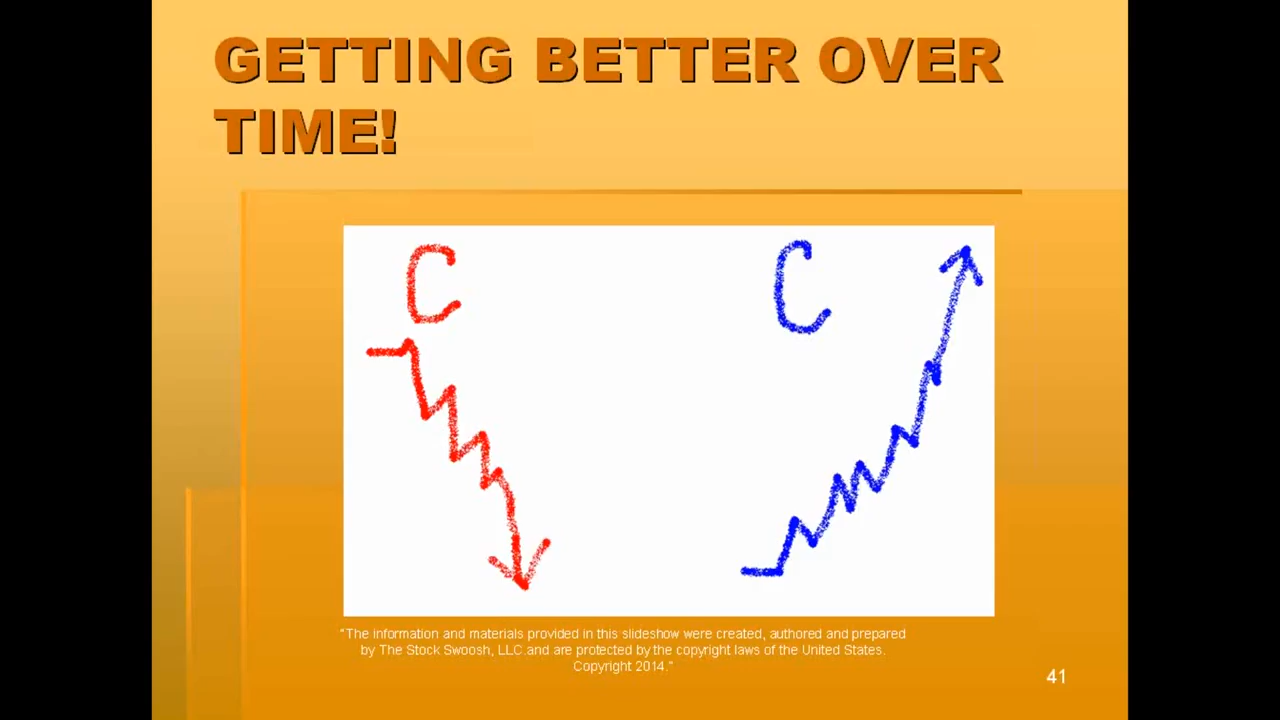 GETTING BETTER OVER
TIME!
C
C
"The information and materials provided in this slideshow were created, authored and prepared
by The Stock Swoosh, LLC.and are protected by the copyright laws of the United States.
Copyright 2014."
41